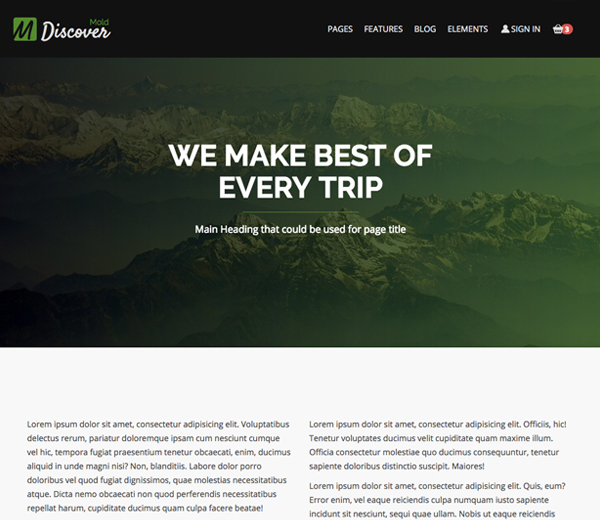 M Discover Mold
PAGES FEATURES BLOG ELEMENTS SIGN IN 3
WE MAKE BEST OF
EVERY TRIP
Main Heading that could be used for page title
Lorem ipsum dolor sit amet, consectetur adipisicing elit. Voluptatibus
delectus rerum, pariatur doloremque ipsam cum nesciunt cumque
vel hic, tempora fugiat praesentium tenetur obcaecati, enim, ducimus
aliquid in unde magni nisi? Non, blanditiis. Labore dolor porro
doloribus vel quod fugiat dignissimos, quae molestias necessitatibus
atque. Dicta nemo obcaecati non quod perferendis necessitatibus
repellat harum, cupiditate ducimus quam culpa facere beatae!
Lorem ipsum dolor sit amet, consectetur adipisicing elit. Officiis, hic!
Tenetur voluptates ducimus velit cupiditate quam maxime illum.
Officia consectetur molestiae quo ducimus consequuntur, tenetur
sapiente doloribus distinctio suscipit. Maiores!
Lorem ipsum dolor sit amet, consectetur adipisicing elit. Quis, eum?
Error enim, vel eaque reiciendis culpa numquam iusto sapiente
incidunt sint nesciunt, sequi quae ullam. Nobis ut eaque reiciendis